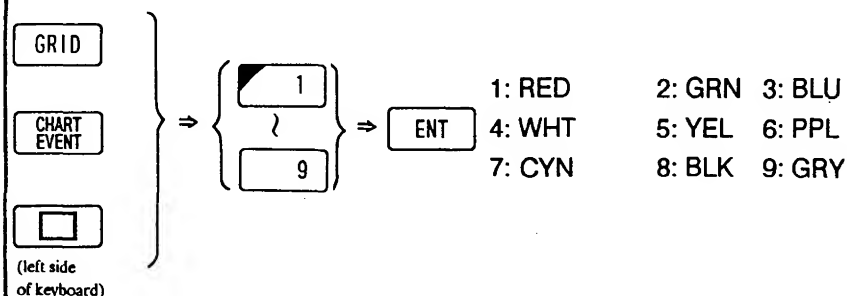 GRID
CHART
EVENT
(left side
of keyboard)
⇒
1
~
9
⇒
ENT
1: RED 2: GRN 3: BLU
4: WHT 5: YEL 6: PPL
7: CYN 8: BLK 9: GRY